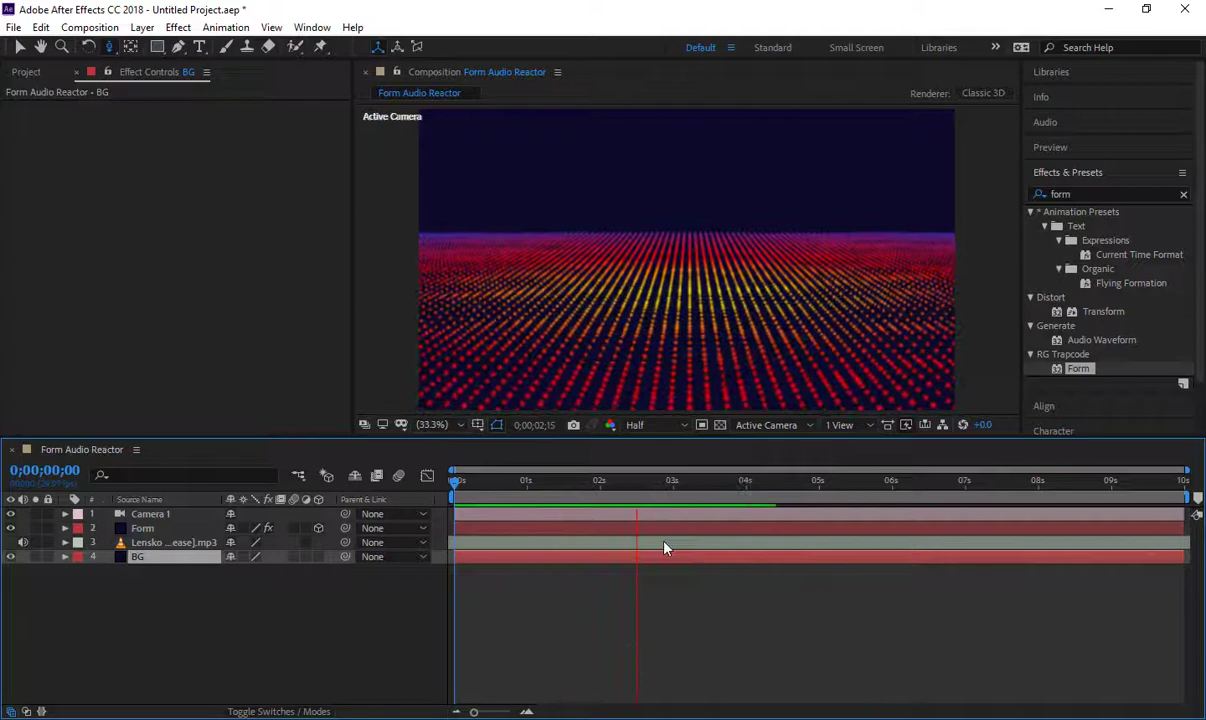 Adobe After Effects CC 2018 - Untitled Project.aep *
File Edit Composition Layer Effect Animation View Window Help
Default Standard Small Screen Libraries Search Help
Project Effect Controls BG
Form Audio Reactor - BG
Composition Form Audio Reactor
Form Audio Reactor
Renderer: Classic 3D
Active Camera
33.3% 0;00;02;15 Half Active Camera 1 View +0.0
Libraries
Info
Audio
Preview
Effects & Presets
form
* Animation Presets
Text
Expressions
Current Time Format
Organic
Flying Formation
Distort
Transform
Generate
Audio Waveform
RG Trapcode
Form
Align
Character
Form Audio Reactor
0;00;00;00
01s 02s 03s 04s 05s 06s 07s 08s 09s 10s
# Source Name Parent & Link
1 Camera 1 None
2 Form fx None
3 Lensko ...ease].mp3 None
4 BG None
Toggle Switches / Modes